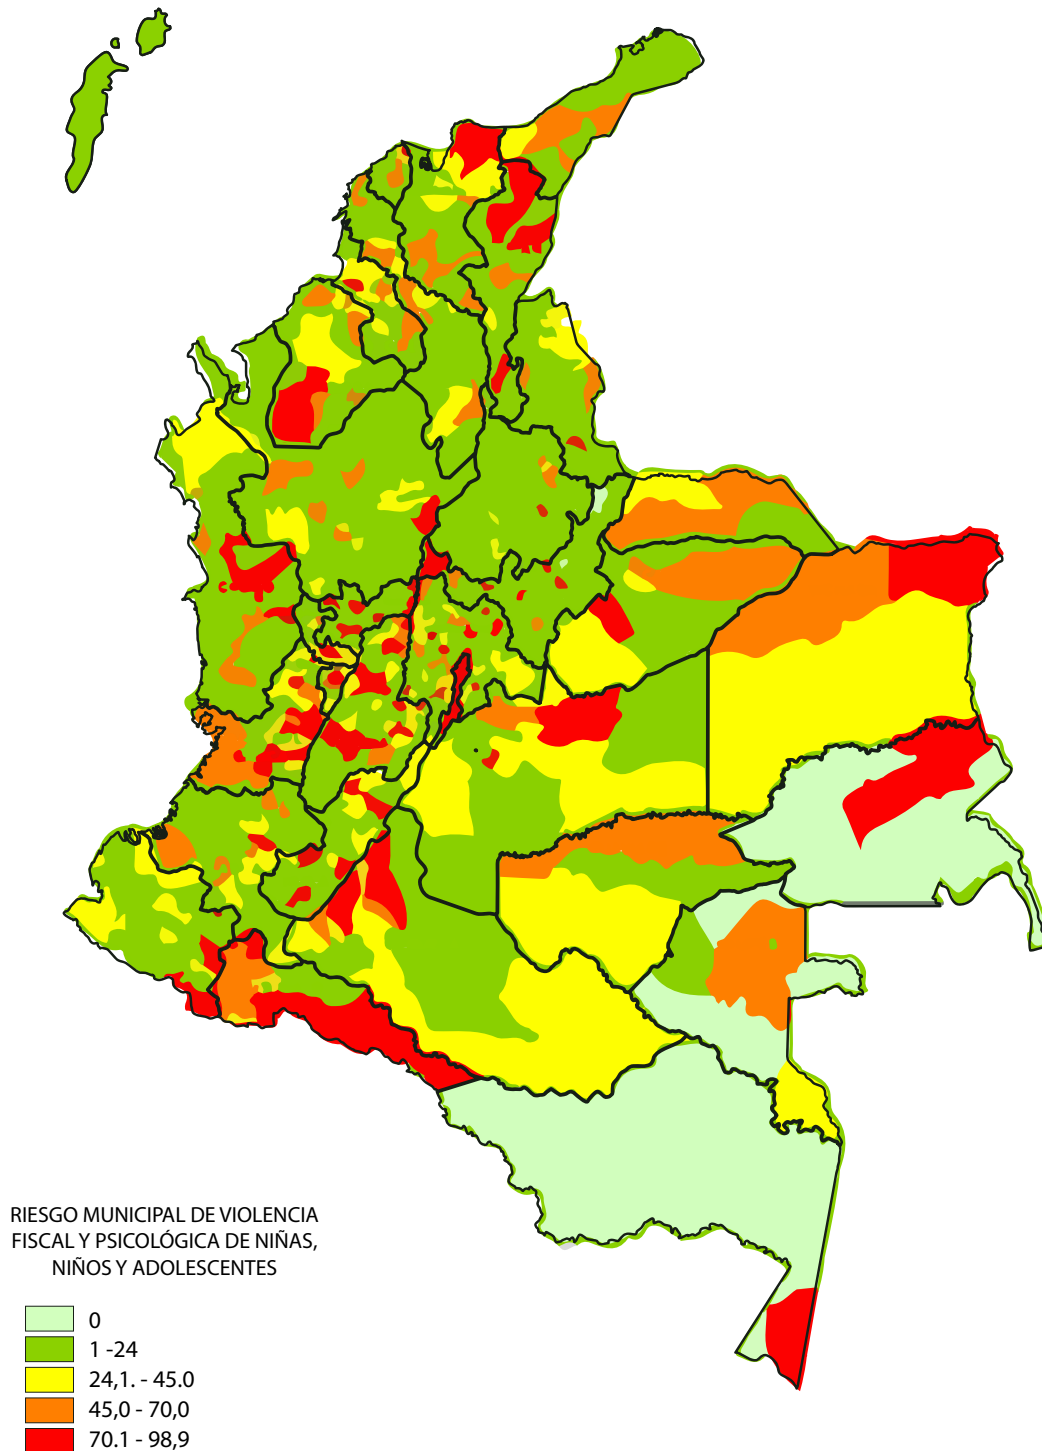 RIESGO MUNICIPAL DE VIOLENCIA
FISCAL Y PSICOLÓGICA DE NIÑAS,
NIÑOS Y ADOLESCENTES
0
1 -24
24,1. - 45.0
45,0 - 70,0
70.1 - 98,9